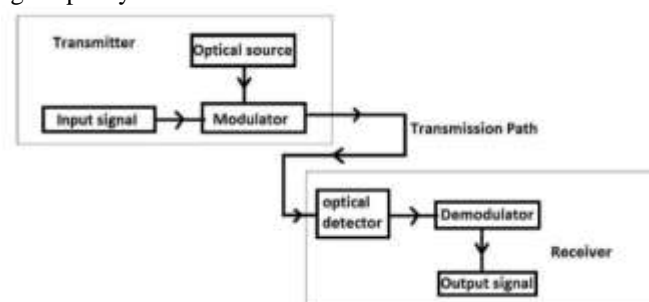 Transmitter
Optical source
Input signal
Modulator
Transmission Path
optical
detector
Demodulator
Receiver
Output signal